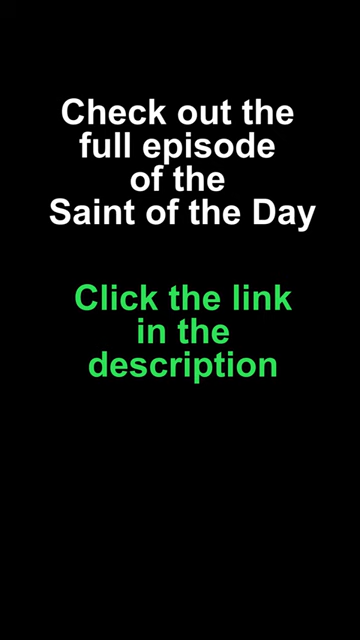 Check out the
full episode
of the
Saint of the Day
Click the link
in the
description